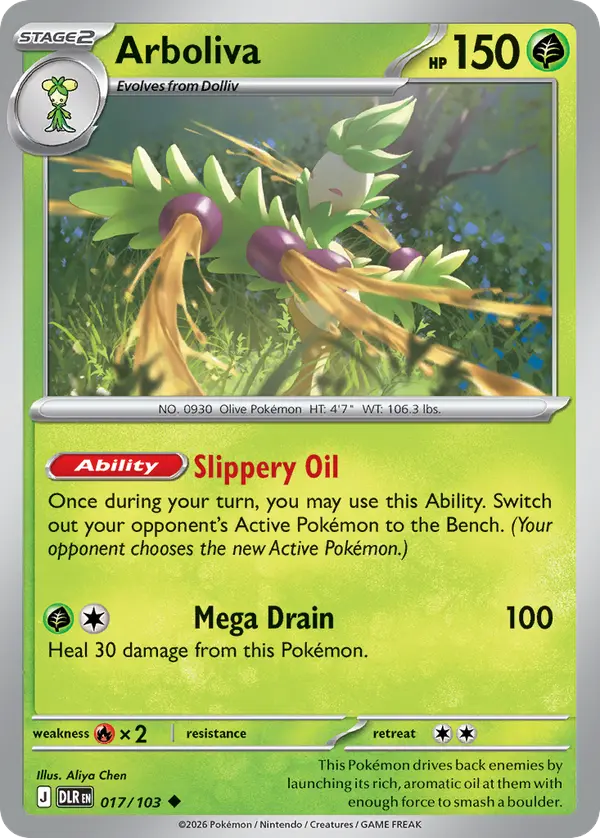 STAGE2 Arboliva HP 150
Evolves from Dolliv
NO. 0930 Olive Pokémon HT: 4'7" WT: 106.3 lbs.
Ability Slippery Oil
Once during your turn, you may use this Ability. Switch
out your opponent's Active Pokémon to the Bench. (Your
opponent chooses the new Active Pokémon.)
Mega Drain 100
Heal 30 damage from this Pokémon.
weakness ×2 resistance retreat
Illus. Aliya Chen
This Pokémon drives back enemies by
launching its rich, aromatic oil at them with
enough force to smash a boulder.
J DLR EN 017/103
©2026 Pokémon / Nintendo / Creatures / GAME FREAK